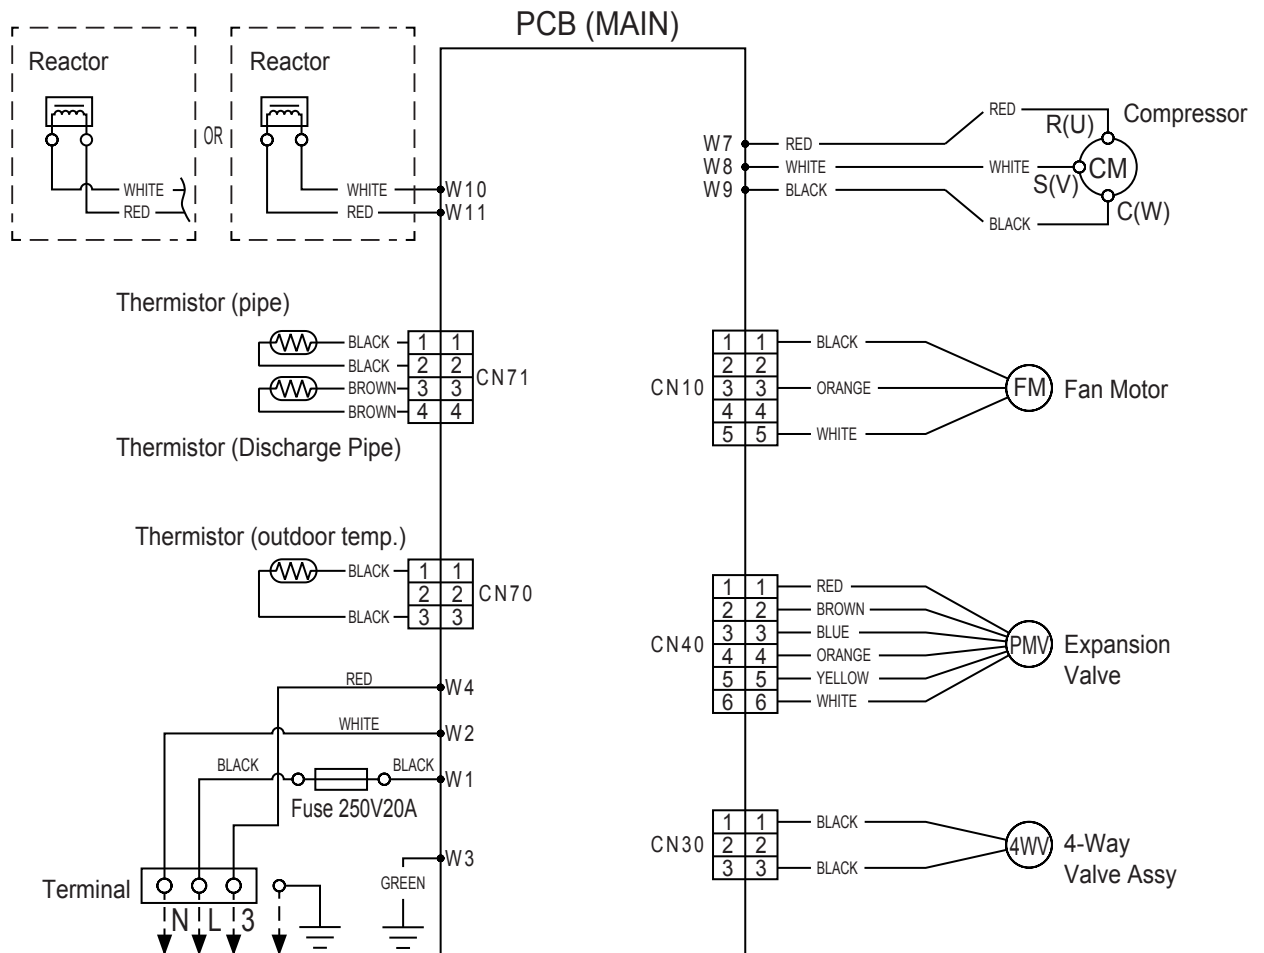 PCB (MAIN)
Reactor
Reactor
OR
WHITE
RED
WHITE
RED
W10
W11
W7
W8
W9
RED
WHITE
BLACK
RED
WHITE
BLACK
R(U)
S(V)
C(W)
CM
Compressor
Thermistor (pipe)
BLACK 1 1
BLACK 2 2
BROWN 3 3
BROWN 4 4
CN71
Thermistor (Discharge Pipe)
CN10
1 1 BLACK
2 2
3 3 ORANGE
4 4
5 5 WHITE
FM
Fan Motor
Thermistor (outdoor temp.)
BLACK 1 1
2 2
BLACK 3 3
CN70
CN40
1 1 RED
2 2 BROWN
3 3 BLUE
4 4 ORANGE
5 5 YELLOW
6 6 WHITE
PMV
Expansion
Valve
RED
W4
WHITE
W2
BLACK
BLACK
W1
Fuse 250V20A
W3
GREEN
Terminal
N L 3
CN30
1 1 BLACK
2 2
3 3 BLACK
4WV
4-Way
Valve Assy